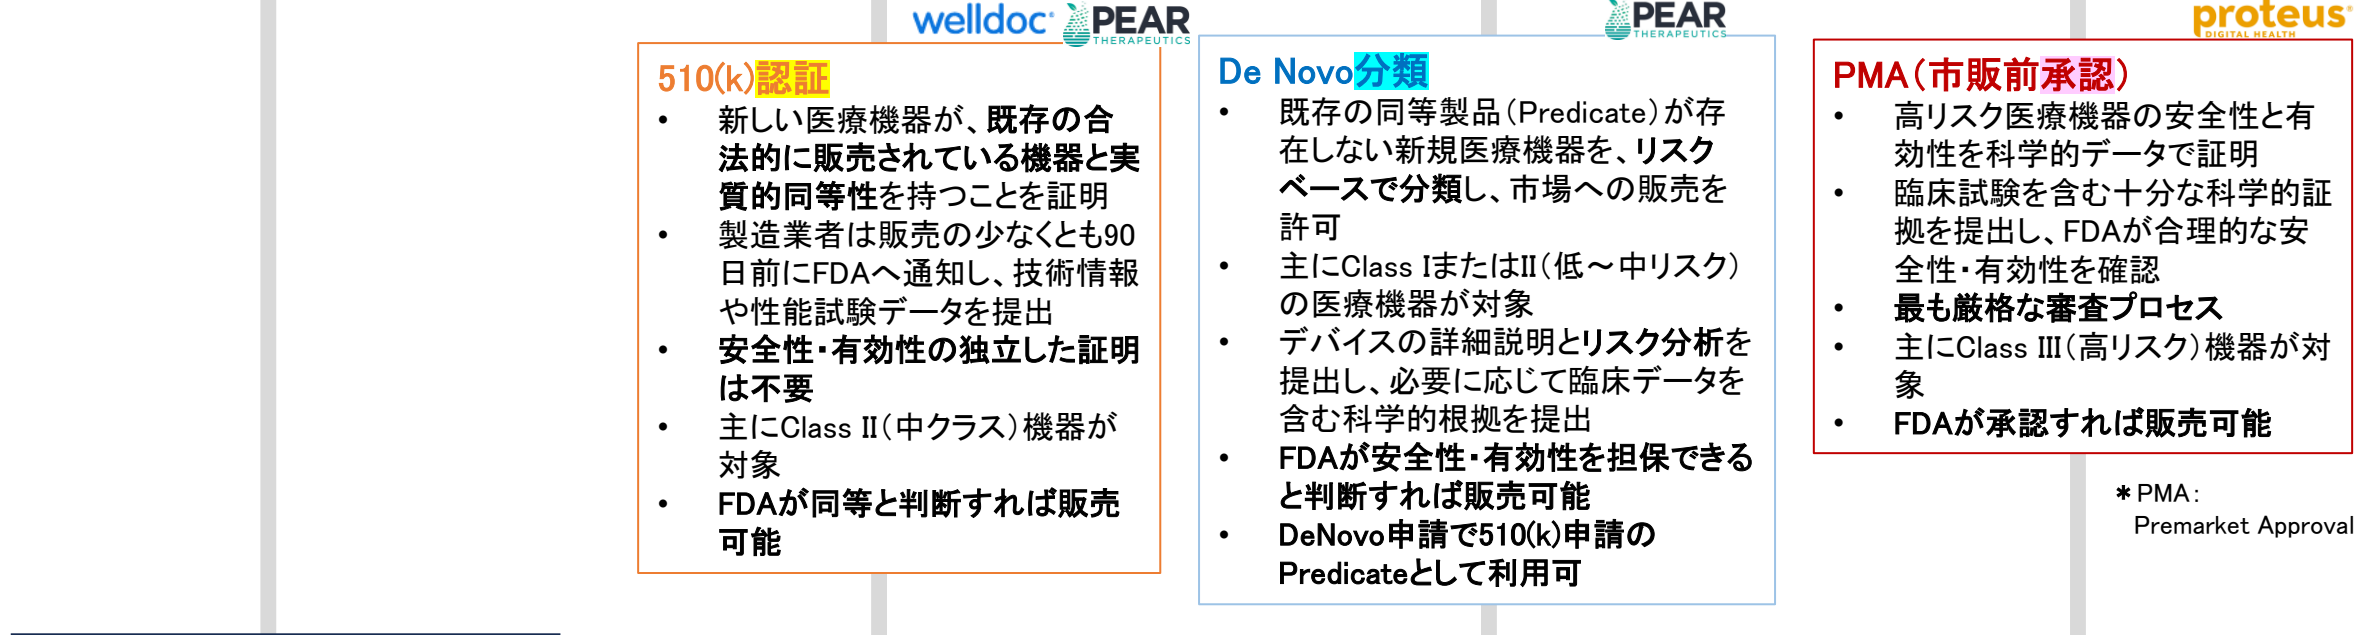 welldoc
PEAR
THERAPEUTICS
510(k)認証
• 新しい医療機器が、既存の合
法的に販売されている機器と実
質的同等性を持つことを証明
• 製造業者は販売の少なくとも90
日前にFDAへ通知し、技術情報
や性能試験データを提出
• 安全性・有効性の独立した証明
は不要
• 主にClass II（中クラス）機器が
対象
• FDAが同等と判断すれば販売
可能
PEAR
THERAPEUTICS
De Novo分類
• 既存の同等製品（Predicate）が存
在しない新規医療機器を、リスク
ベースで分類し、市場への販売を
許可
• 主にClass IまたはII（低～中リスク）
の医療機器が対象
• デバイスの詳細説明とリスク分析を
提出し、必要に応じて臨床データを
含む科学的根拠を提出
• FDAが安全性・有効性を担保できる
と判断すれば販売可能
• DeNovo申請で510(k)申請の
Predicateとして利用可
proteus
DIGITAL HEALTH
PMA（市販前承認）
• 高リスク医療機器の安全性と有
効性を科学的データで証明
• 臨床試験を含む十分な科学的証
拠を提出し、FDAが合理的な安
全性・有効性を確認
• 最も厳格な審査プロセス
• 主にClass III（高リスク）機器が対
象
• FDAが承認すれば販売可能
＊PMA：
Premarket Approval